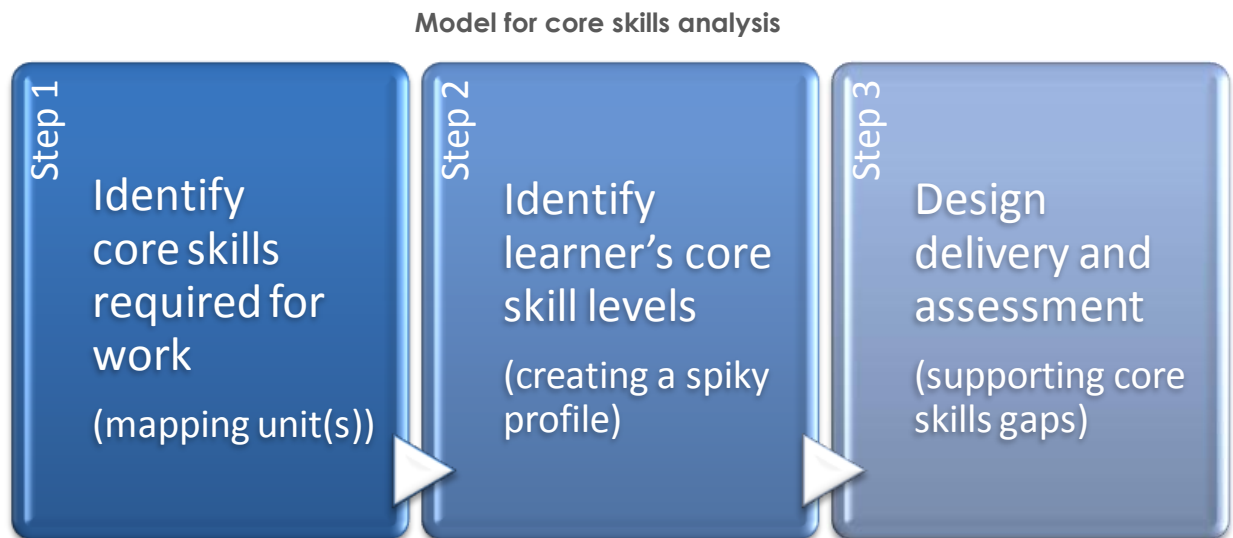 Model for core skills analysis
Step 1
Identify
core skills
required for
work
(mapping unit(s))
Step 2
Identify
learner’s core
skill levels
(creating a spiky
profile)
Step 3
Design
delivery and
assessment
(supporting core
skills gaps)